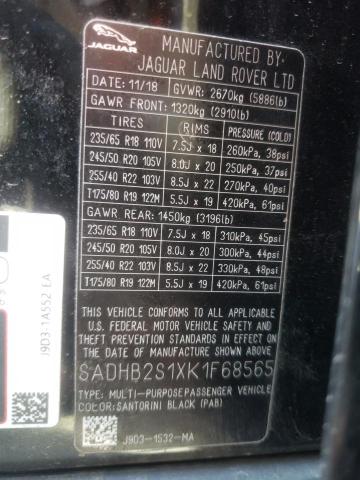 JAGUAR
MANUFACTURED BY
JAGUAR LAND ROVER LTD
DATE: 11/18 GVWR: 2670kg (5886lb)
GAWR FRONT: 1320kg (2910lb)
TIRES RIMS PRESSURE (COLD)
235/65 R18 110V 7.5J x 18 260kPa, 38psi
245/50 R20 105V 8.0J x 20 250kPa, 37psi
255/40 R22 103V 8.5J x 22 270kPa, 40psi
T175/80 R19 122M 5.5J x 19 420kPa, 61psi
GAWR REAR: 1450kg (3196lb)
235/65 R18 110V 7.5J x 18 310kPa, 45psi
245/50 R20 105V 8.0J x 20 300kPa, 44psi
255/40 R22 103V 8.5J x 22 330kPa, 48psi
T175/80 R19 122M 5.5J x 19 420kPa, 61psi
THIS VEHICLE CONFORMS TO ALL APPLICABLE
FEDERAL MOTOR VEHICLE SAFETY AND
THEFT PREVENTION STANDARDS IN EFFECT
ON THE DATE OF MANUFACTURE SHOWN ABOVE
SADHB2S1XK1F68565
TYPE: MULTI-PURPOSE PASSENGER VEHICLE
COLOR: SANTORINI BLACK (PAB)
J9D3-1532-MA
J9D3-1A552 EA